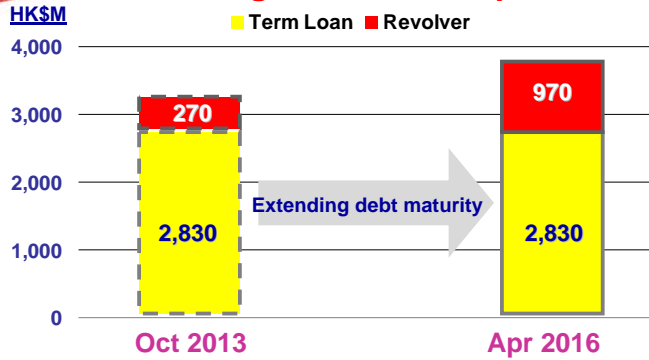 HK$M
Term Loan Revolver
4,000
3,000
2,000
1,000
0
270
2,830
Extending debt maturity
970
2,830
Oct 2013
Apr 2016